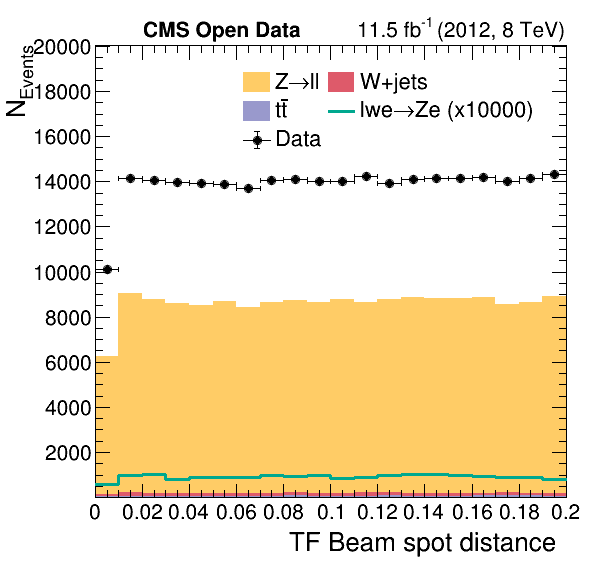 CMS Open Data 11.5 fb⁻¹ (2012, 8 TeV)
N_Events
20000
18000
16000
14000
12000
10000
8000
6000
4000
2000
Z→ll W+jets
tt̄ lwe→Ze (x10000)
Data
0 0.02 0.04 0.06 0.08 0.1 0.12 0.14 0.16 0.18 0.2
TF Beam spot distance